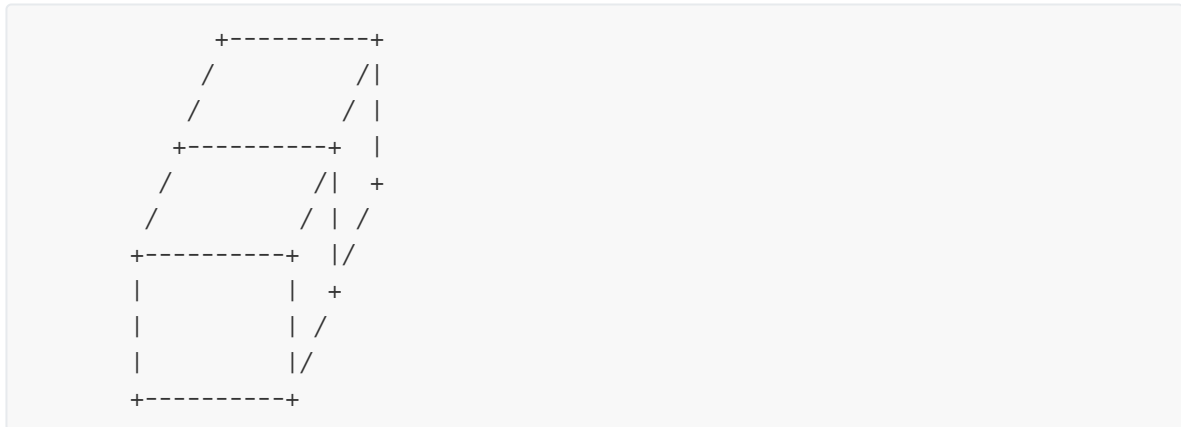 +----------+
             /          /|
            /          / |
           +----------+  |
          /          /|  +
         /          / | /
        +----------+  |/
        |          |  +
        |          | /
        |          |/
        +----------+